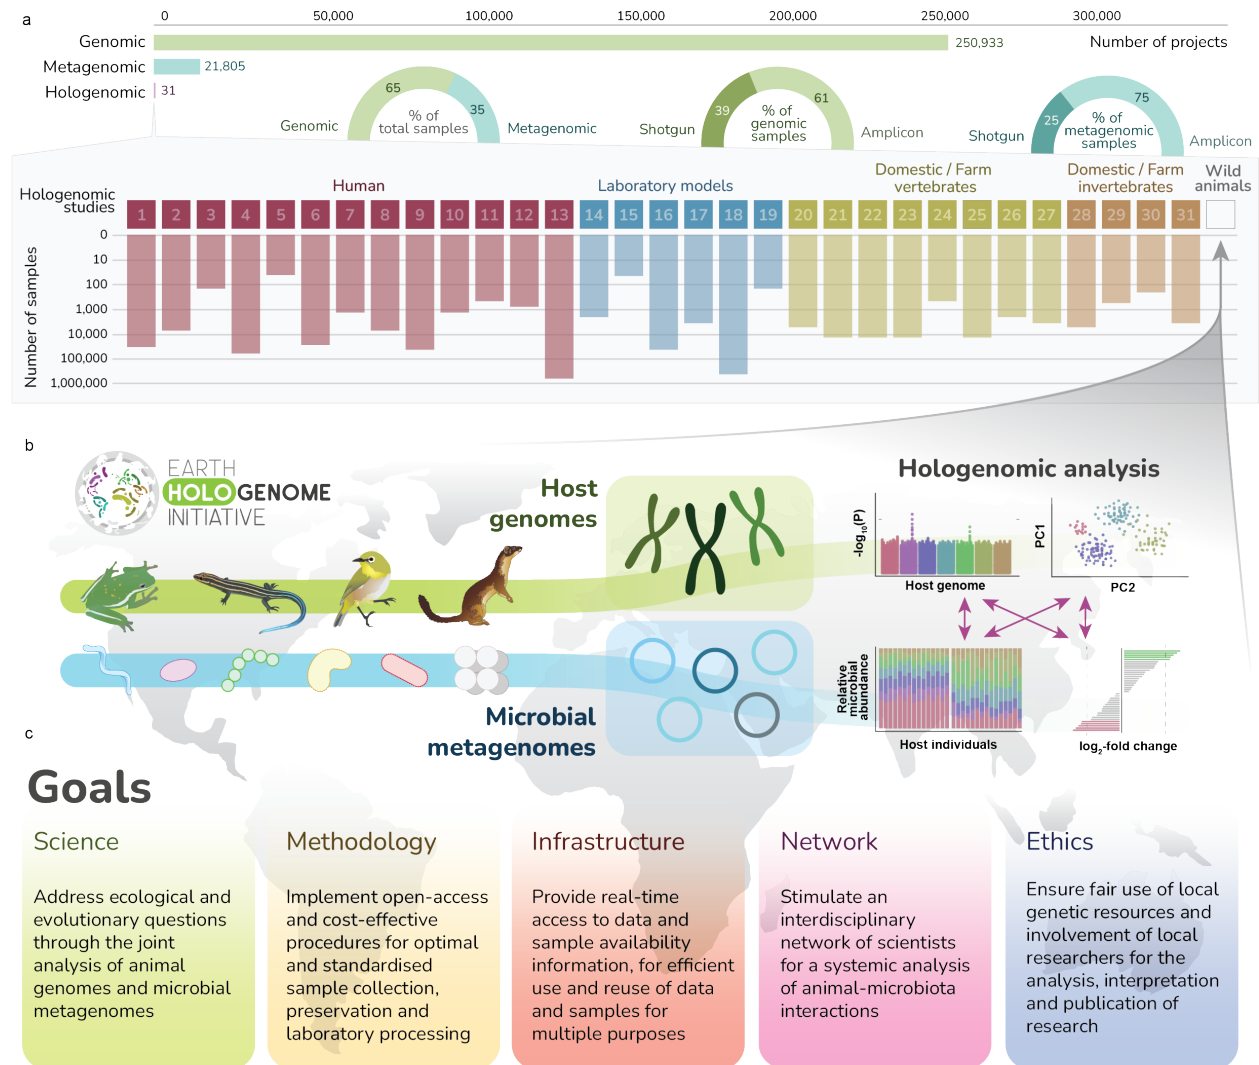 a
0 50,000 100,000 150,000 200,000 250,000 300,000
Genomic 250,933 Number of projects
Metagenomic 21,805
Hologenomic 31
Genomic 65 35 Metagenomic
% of
total samples
Shotgun 39 61 Amplicon
% of
genomic
samples
Shotgun 25 75 Amplicon
% of
metagenomic
samples
Hologenomic
studies
Human
Laboratory models
Domestic / Farm
vertebrates
Domestic / Farm
invertebrates
Wild
animals
1 2 3 4 5 6 7 8 9 10 11 12 13 14 15 16 17 18 19 20 21 22 23 24 25 26 27 28 29 30 31
Number of samples
0
10
100
1,000
10,000
100,000
1,000,000
b
EARTH
HOLOGENOME
INITIATIVE
Host
genomes
Microbial
metagenomes
Hologenomic analysis
-log10(P)
Host genome
PC1
PC2
Relative
microbial
abundance
Host individuals
log2-fold change
c
Goals
Science
Address ecological and
evolutionary questions
through the joint
analysis of animal
genomes and microbial
metagenomes
Methodology
Implement open-access
and cost-effective
procedures for optimal
and standardised
sample collection,
preservation and
laboratory processing
Infrastructure
Provide real-time
access to data and
sample availability
information, for efficient
use and reuse of data
and samples for
multiple purposes
Network
Stimulate an
interdisciplinary
network of scientists
for a systemic analysis
of animal-microbiota
interactions
Ethics
Ensure fair use of local
genetic resources and
involvement of local
researchers for the
analysis, interpretation
and publication of
research